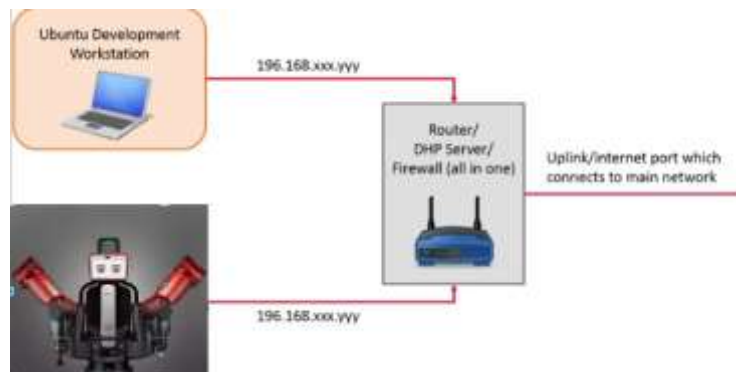 Ubuntu Development
Workstation
196.168.xxx.yyy
Router/
DHP Server/
Firewall (all in one)
Uplink/internet port which
connects to main network
196.168.xxx.yyy